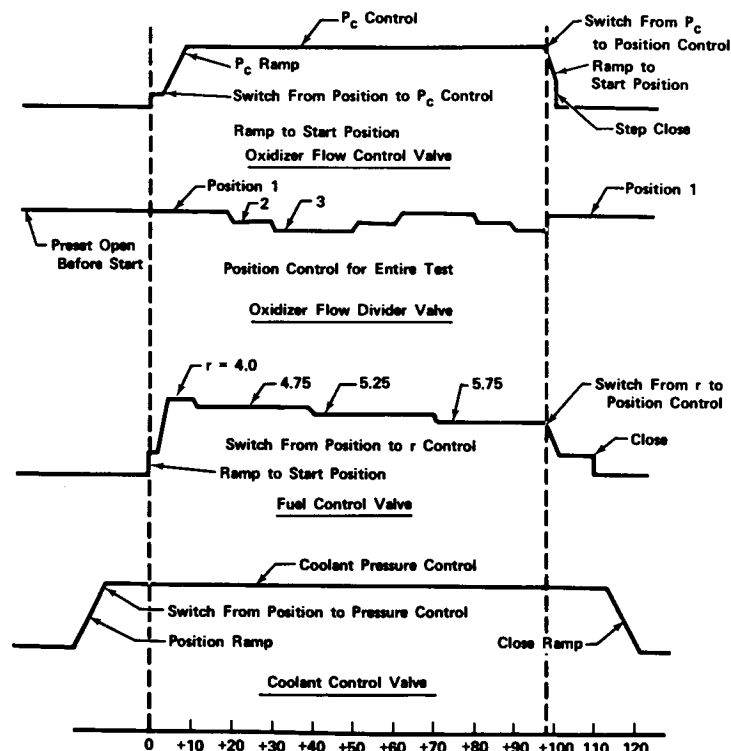 P_c Control
Switch From P_c
to Position Control
P_c Ramp
Ramp to
Start Position
Switch From Position to P_c Control
Step Close
Ramp to Start Position
Oxidizer Flow Control Valve
Position 1
2
3
Position 1
Preset Open
Before Start
Position Control for Entire Test
Oxidizer Flow Divider Valve
r = 4.0
4.75
5.25
5.75
Switch From r to
Position Control
Close
Switch From Position to r Control
Ramp to Start Position
Fuel Control Valve
Coolant Pressure Control
Switch From Position to Pressure Control
Position Ramp
Close Ramp
Coolant Control Valve
0 +10 +20 +30 +40 +50 +60 +70 +80 +90 +100 110 120